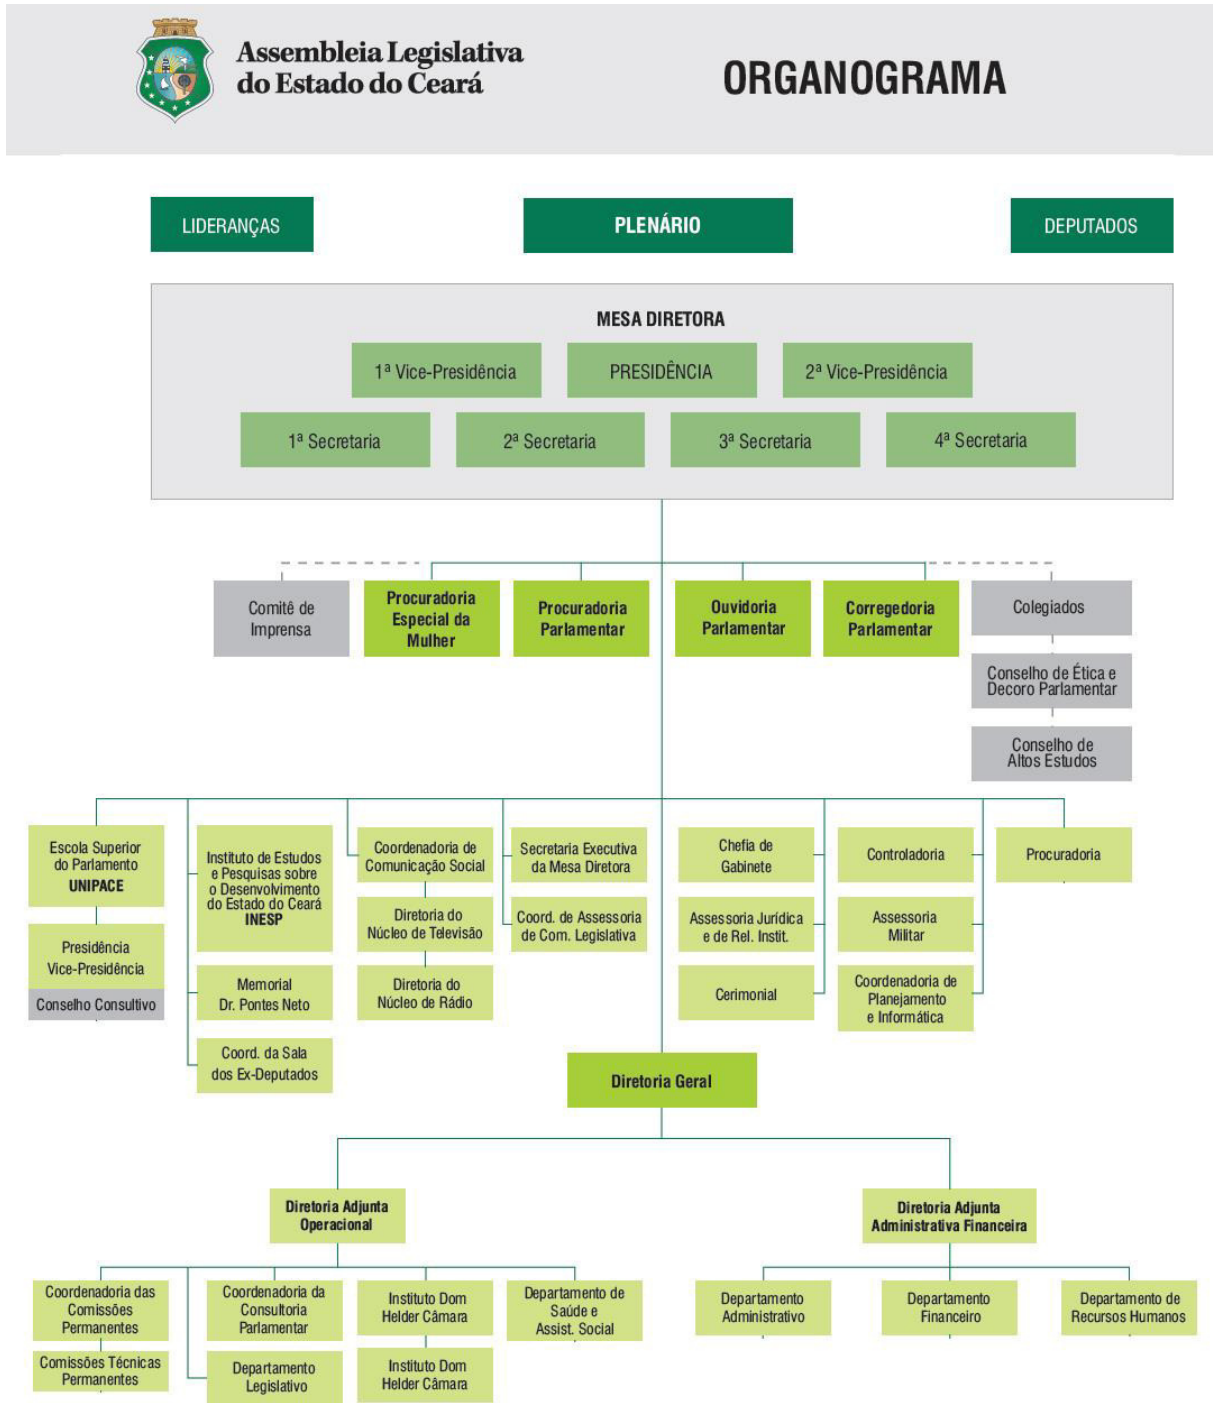 Assembleia Legislativa
do Estado do Ceará
ORGANOGRAMA
LIDERANÇAS
PLENÁRIO
DEPUTADOS
MESA DIRETORA
1ª Vice-Presidência
PRESIDÊNCIA
2ª Vice-Presidência
1ª Secretaria
2ª Secretaria
3ª Secretaria
4ª Secretaria
Comitê de
Imprensa
Procuradoria
Especial da
Mulher
Procuradoria
Parlamentar
Ouvidoria
Parlamentar
Corregedoria
Parlamentar
Colegiados
Conselho de Ética e
Decoro Parlamentar
Conselho de
Altos Estudos
Escola Superior
do Parlamento
UNIPACE
Presidência
Vice-Presidência
Conselho Consultivo
Instituto de Estudos
e Pesquisas sobre
o Desenvolvimento
do Estado do Ceará
INESP
Memorial
Dr. Pontes Neto
Coord. da Sala
dos Ex-Deputados
Coordenadoria de
Comunicação Social
Diretoria do
Núcleo de Televisão
Diretoria do
Núcleo de Rádio
Secretaria Executiva
da Mesa Diretora
Coord. de Assessoria
de Com. Legislativa
Chefia de
Gabinete
Assessoria Jurídica
e de Rel. Instit.
Cerimonial
Controladoria
Assessoria
Militar
Coordenadoria de
Planejamento
e Informática
Procuradoria
Diretoria Geral
Diretoria Adjunta
Operacional
Diretoria Adjunta
Administrativa Financeira
Coordenadoria das
Comissões
Permanentes
Comissões Técnicas
Permanentes
Coordenadoria da
Consultoria
Parlamentar
Departamento
Legislativo
Instituto Dom
Helder Câmara
Instituto Dom
Helder Câmara
Departamento de
Saúde e
Assist. Social
Departamento
Administrativo
Departamento
Financeiro
Departamento de
Recursos Humanos